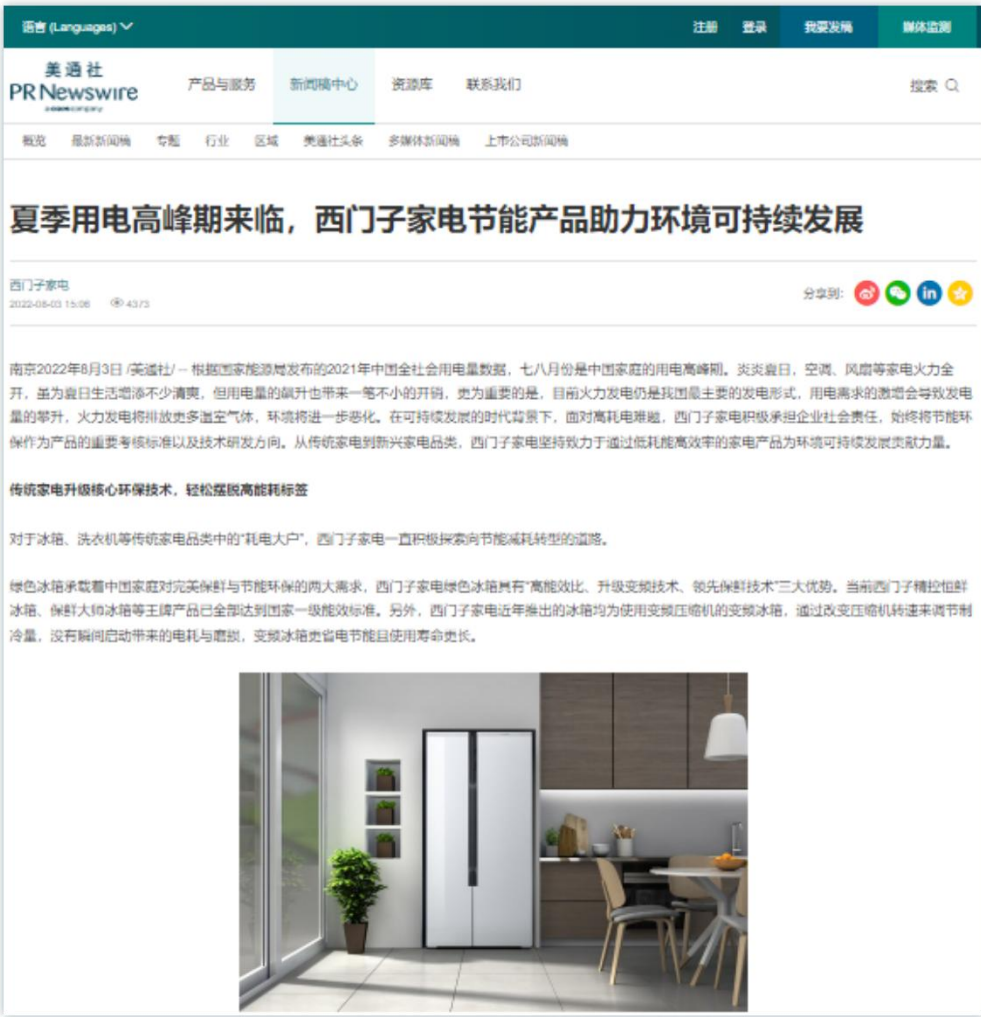 语言 (Languages)
注册
登录
我要发稿
媒体监测
美通社
PR Newswire
产品与服务
新闻稿中心
资源库
联系我们
搜索
概览
最新新闻稿
专题
行业
区域
美通社头条
多媒体新闻稿
上市公司新闻稿
夏季用电高峰期来临，西门子家电节能产品助力环境可持续发展
西门子家电
2022-08-03 15:08
4373
分享到:
in
南京2022年8月3日 /美通社/ -- 根据国家能源局发布的2021年中国全社会用电量数据，七八月份是中国家庭的用电高峰期。炎炎夏日，空调、风扇等家电火力全
开，虽为夏日生活增添不少清爽，但用电量的飙升也带来一笔不小的开销，更为重要的是，目前火力发电仍是我国最主要的发电形式，用电需求的激增会导致发电
量的攀升，火力发电将排放更多温室气体，环境将进一步恶化。在可持续发展的时代背景下，面对高耗电难题，西门子家电积极承担企业社会责任，始终将节能环
保作为产品的重要考核标准以及技术研发方向。从传统家电到新兴家电品类，西门子家电坚持致力于通过低耗能高效率的家电产品为环境可持续发展贡献力量。
传统家电升级核心环保技术，轻松摆脱高能耗标签
对于冰箱、洗衣机等传统家电品类中的"耗电大户"，西门子家电一直积极探索向节能减耗转型的道路。
绿色冰箱承载着中国家庭对完美保鲜与节能环保的两大需求，西门子家电绿色冰箱具有"高能效比、升级变频技术、领先保鲜技术"三大优势。当前西门子精控恒鲜
冰箱、保鲜大师冰箱等王牌产品已全部达到国家一级能效标准。另外，西门子家电近年推出的冰箱均为使用变频压缩机的变频冰箱，通过改变压缩机转速来调节制
冷量，没有瞬间启动带来的电耗与磨损，变频冰箱更省电节能且使用寿命更长。